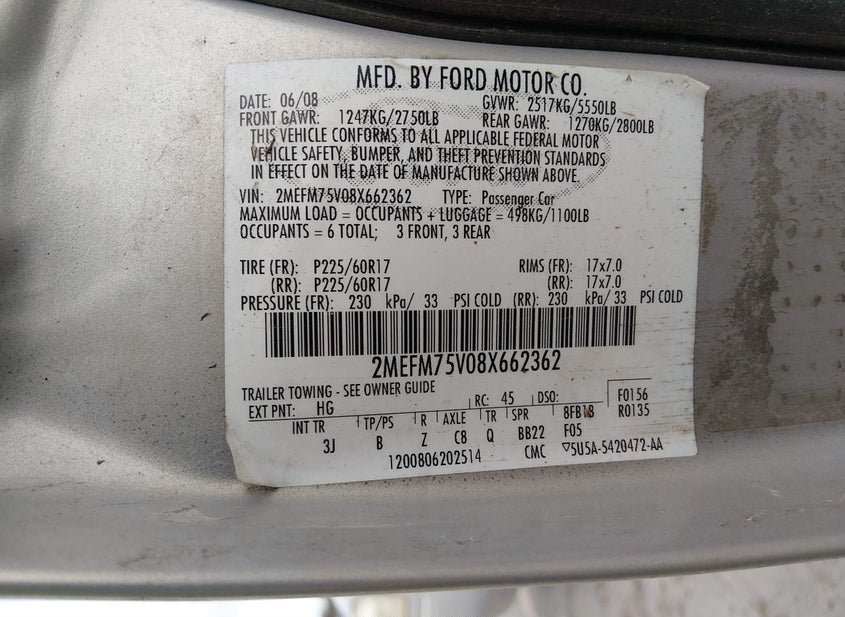 MFD. BY FORD MOTOR CO.
DATE: 06/08 GVWR: 2517KG/5550LB
FRONT GAWR: 1247KG/2750LB REAR GAWR: 1270KG/2800LB
THIS VEHICLE CONFORMS TO ALL APPLICABLE FEDERAL MOTOR
VEHICLE SAFETY, BUMPER, AND THEFT PREVENTION STANDARDS
IN EFFECT ON THE DATE OF MANUFACTURE SHOWN ABOVE.
VIN: 2MEFM75V08X662362 TYPE: Passenger Car
MAXIMUM LOAD = OCCUPANTS + LUGGAGE = 498KG/1100LB
OCCUPANTS = 6 TOTAL; 3 FRONT, 3 REAR
TIRE (FR): P225/60R17 RIMS (FR): 17x7.0
(RR): P225/60R17 (RR): 17x7.0
PRESSURE (FR): 230 kPa/ 33 PSI COLD (RR): 230 kPa/ 33 PSI COLD
2MEFM75V08X662362
TRAILER TOWING - SEE OWNER GUIDE
EXT PNT: HG RC: 45 DSO: F0156
INT TR TP/PS R AXLE TR SPR 8FB18 R0135
3J B Z C8 Q BB22 F05
1200806202514 CMC ▽5U5A-5420472-AA